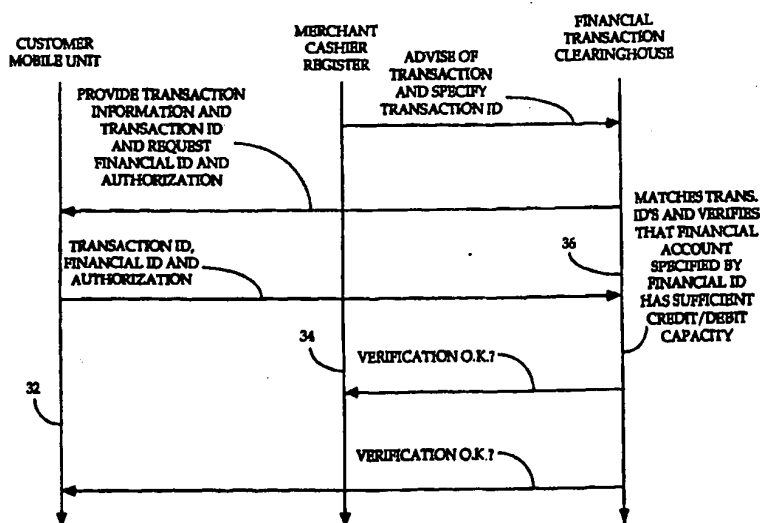 CUSTOMER
MOBILE UNIT
MERCHANT
CASHIER
REGISTER
FINANCIAL
TRANSACTION
CLEARINGHOUSE
ADVISE OF
TRANSACTION
AND SPECIFY
TRANSACTION ID
PROVIDE TRANSACTION
INFORMATION AND
TRANSACTION ID
AND REQUEST
FINANCIAL ID AND
AUTHORIZATION
MATCHES TRANS.
ID'S AND VERIFIES
THAT FINANCIAL
ACCOUNT
SPECIFIED BY
FINANCIAL ID
HAS SUFFICIENT
CREDIT/DEBIT
CAPACITY
TRANSACTION ID,
FINANCIAL ID AND
AUTHORIZATION
36
34
VERIFICATION O.K.?
32
VERIFICATION O.K.?